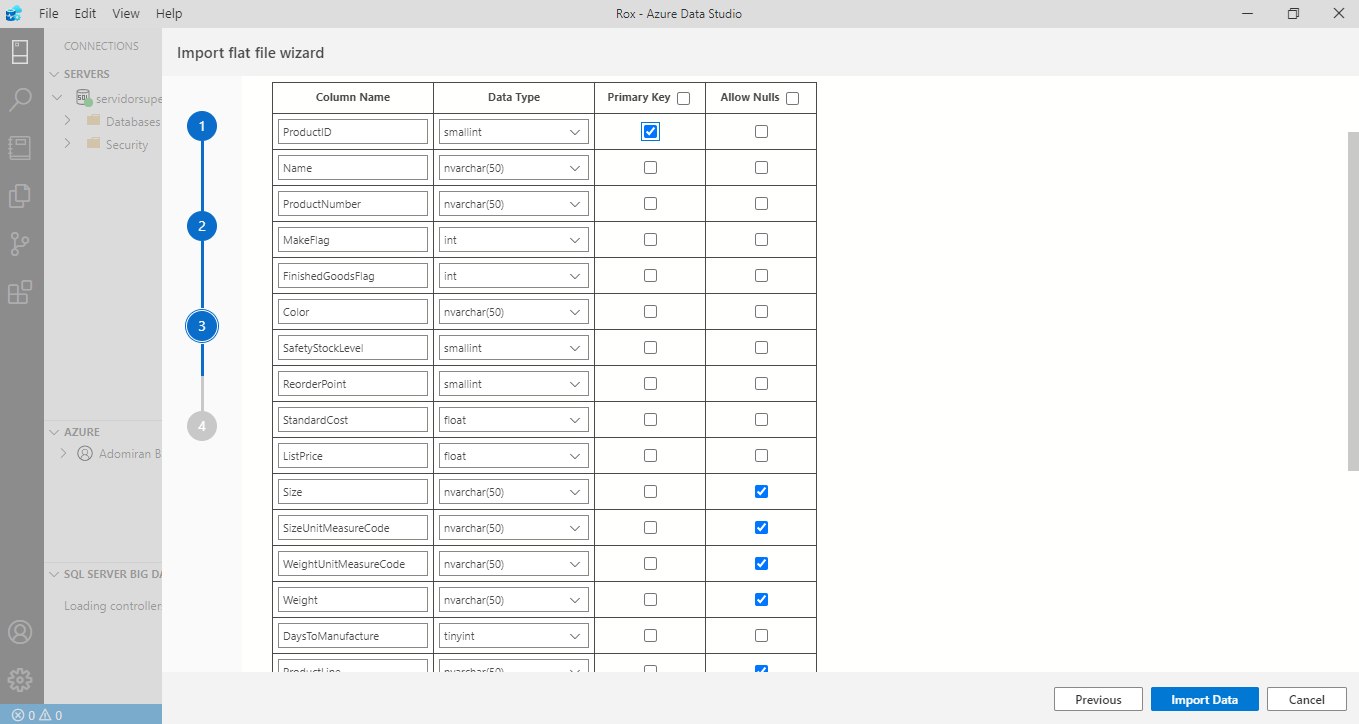 File Edit View Help
Rox - Azure Data Studio
CONNECTIONS
SERVERS
SQL servidorsupe
Databases
Security
AZURE
Adomiran B
SQL SERVER BIG DA
Loading controller
0 0
Import flat file wizard
1
2
3
4
Column Name Data Type Primary Key Allow Nulls
ProductID smallint
Name nvarchar(50)
ProductNumber nvarchar(50)
MakeFlag int
FinishedGoodsFlag int
Color nvarchar(50)
SafetyStockLevel smallint
ReorderPoint smallint
StandardCost float
ListPrice float
Size nvarchar(50)
SizeUnitMeasureCode nvarchar(50)
WeightUnitMeasureCode nvarchar(50)
Weight nvarchar(50)
DaysToManufacture tinyint
ProductLine nvarchar(50)
Previous Import Data Cancel